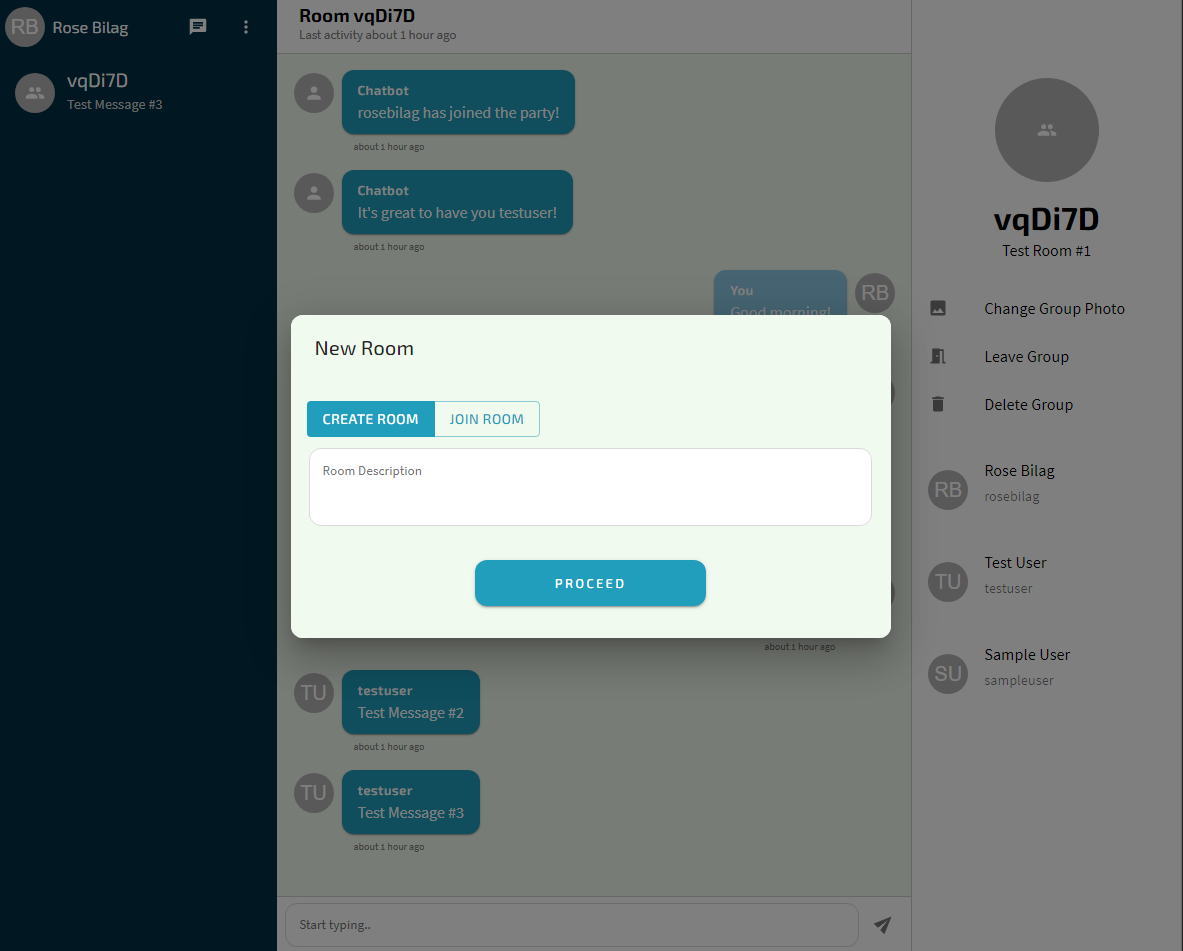 RB Rose Bilag
vqDi7D
Test Message #3
Room vqDi7D
Last activity about 1 hour ago
Chatbot
rosebilag has joined the party!
about 1 hour ago
Chatbot
It's great to have you testuser!
about 1 hour ago
You
Good morning!
RB
New Room
CREATE ROOM JOIN ROOM
Room Description
PROCEED
about 1 hour ago
TU
testuser
Test Message #2
about 1 hour ago
TU
testuser
Test Message #3
about 1 hour ago
Start typing..
vqDi7D
Test Room #1
Change Group Photo
Leave Group
Delete Group
RB
Rose Bilag
rosebilag
TU
Test User
testuser
SU
Sample User
sampleuser